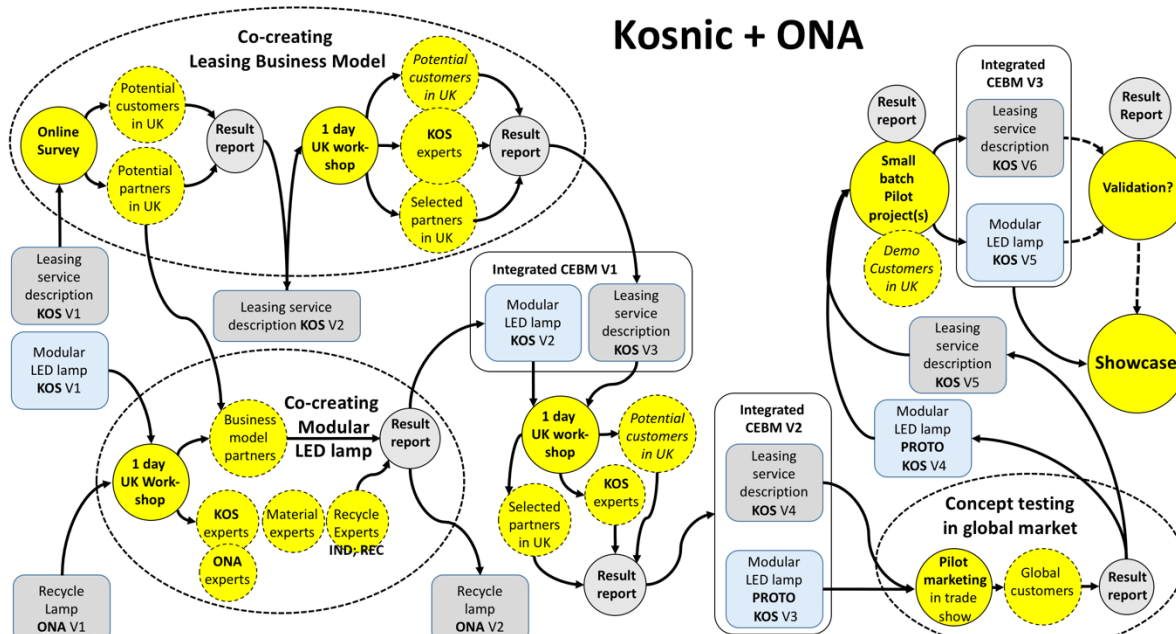 Kosnic + ONA
Co-creating
Leasing Business Model
Online
Survey
Potential
customers
in UK
Potential
partners
in UK
Result
report
1 day
UK work-
shop
Potential
customers
in UK
KOS
experts
Selected
partners
in UK
Result
report
Leasing
service
description
KOS V1
Leasing service
description KOS V2
Modular
LED lamp
KOS V1
Co-creating
Modular
LED lamp
1 day
UK Work-
shop
Business
model
partners
KOS
experts
ONA
experts
Material
experts
Recycle
Experts
IND; REC
Result
report
Recycle
Lamp
ONA V1
Recycle
lamp
ONA V2
Integrated CEBM V1
Modular
LED lamp
KOS V2
Leasing
service
description
KOS V3
1 day
UK work-
shop
Potential
customers
in UK
KOS
experts
Selected
partners
in UK
Result
report
Integrated
CEBM V2
Leasing
service
description
KOS V4
Modular
LED lamp
PROTO
KOS V3
Concept testing
in global market
Pilot
marketing
in trade
show
Global
customers
Result
report
Leasing
service
description
KOS V5
Modular
LED lamp
PROTO
KOS V4
Result
report
Small
batch
Pilot
project(s)
Demo
Customers
in UK
Integrated
CEBM V3
Leasing
service
description
KOS V6
Modular
LED lamp
KOS V5
Result
Report
Validation?
Showcase